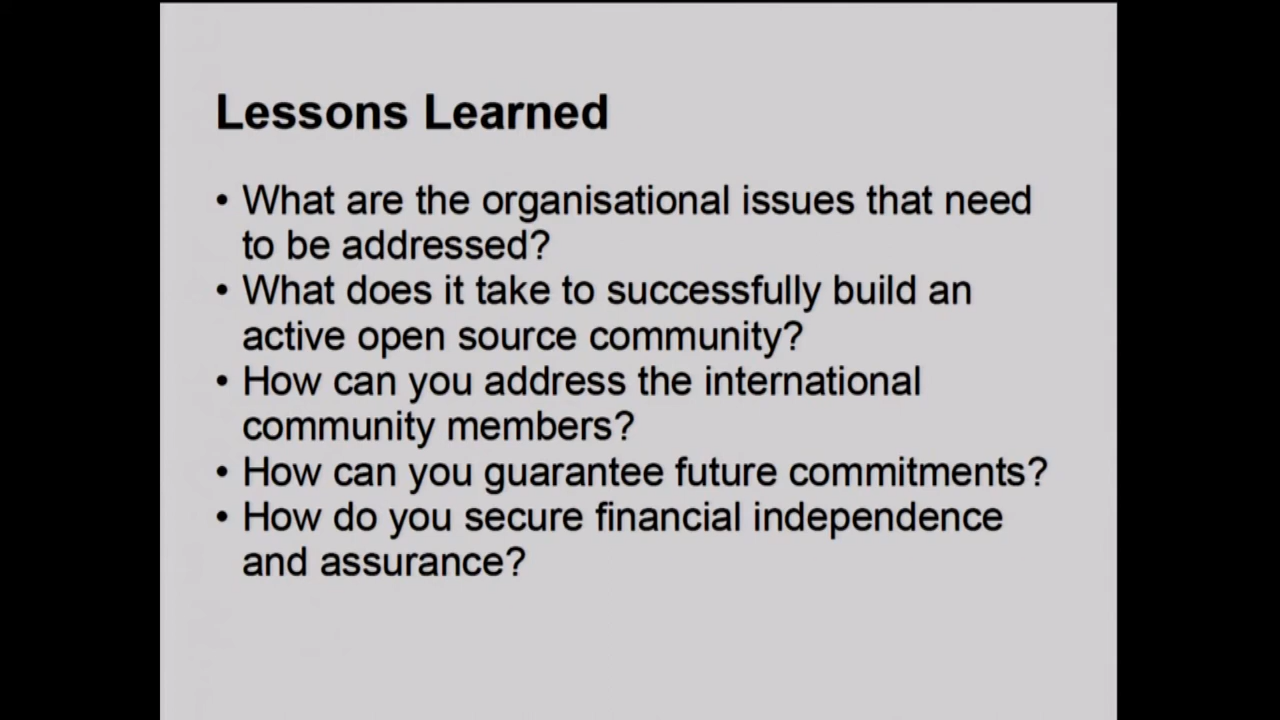 Lessons Learned
• What are the organisational issues that need
to be addressed?
• What does it take to successfully build an
active open source community?
• How can you address the international
community members?
• How can you guarantee future commitments?
• How do you secure financial independence
and assurance?